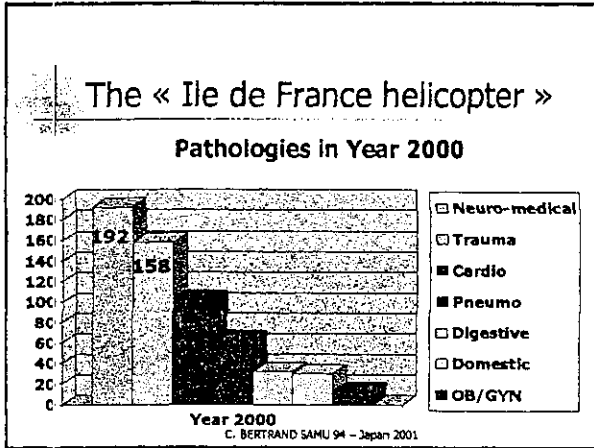 The « Ile de France helicopter »
Pathologies in Year 2000
200
180
160
140
120
100
80
60
40
20
0
192
158
Year 2000
Neuro-medical
Trauma
Cardio
Pneumo
Digestive
Domestic
OB/GYN
C. BERTRAND SAMU 94 – Japan 2001